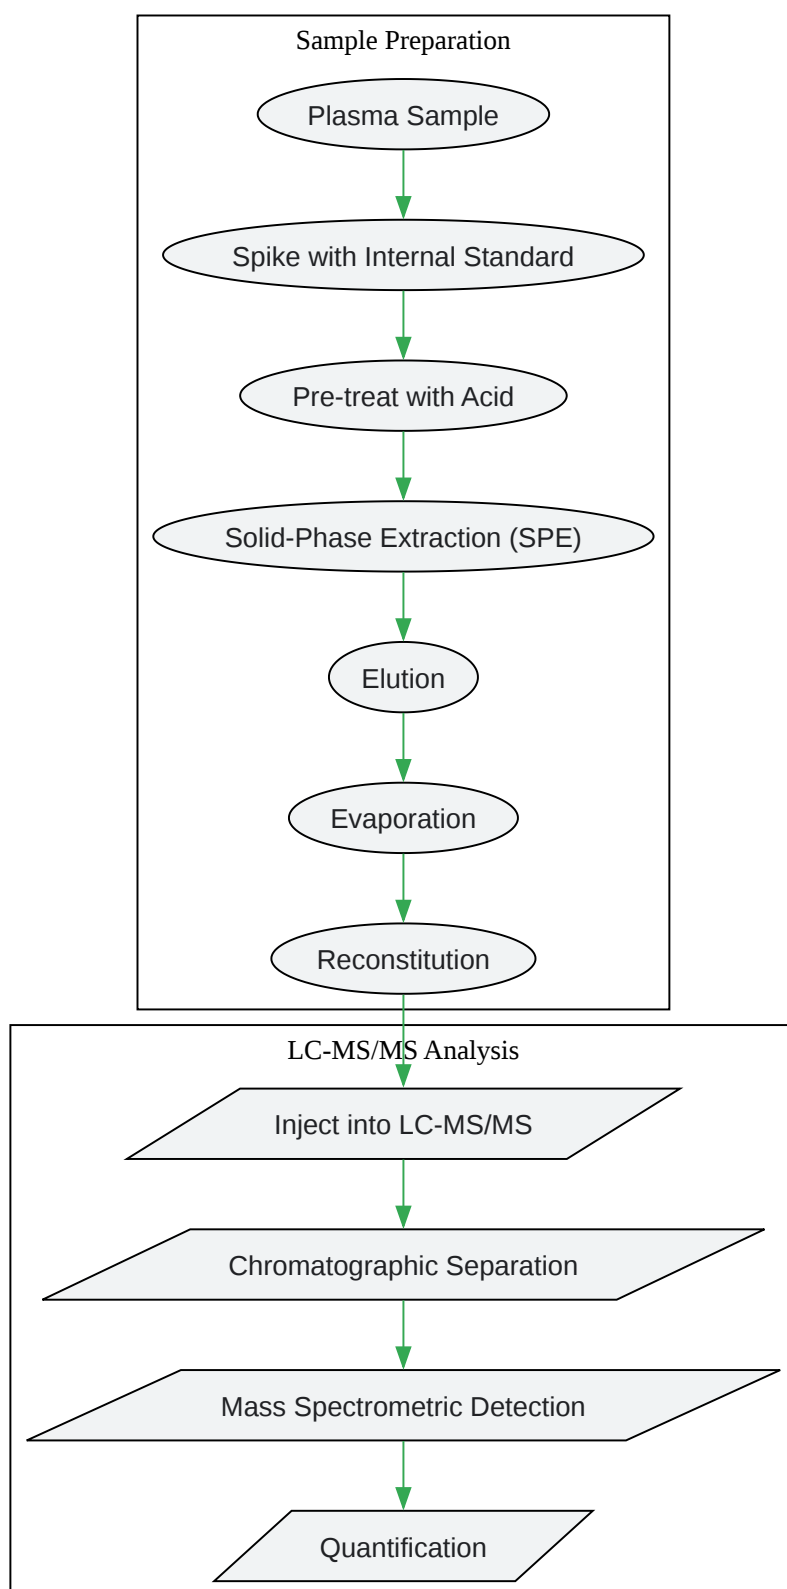 Sample Preparation
Plasma Sample
Spike with Internal Standard
Pre-treat with Acid
Solid-Phase Extraction (SPE)
Elution
Evaporation
Reconstitution
LC-MS/MS Analysis
Inject into LC-MS/MS
Chromatographic Separation
Mass Spectrometric Detection
Quantification